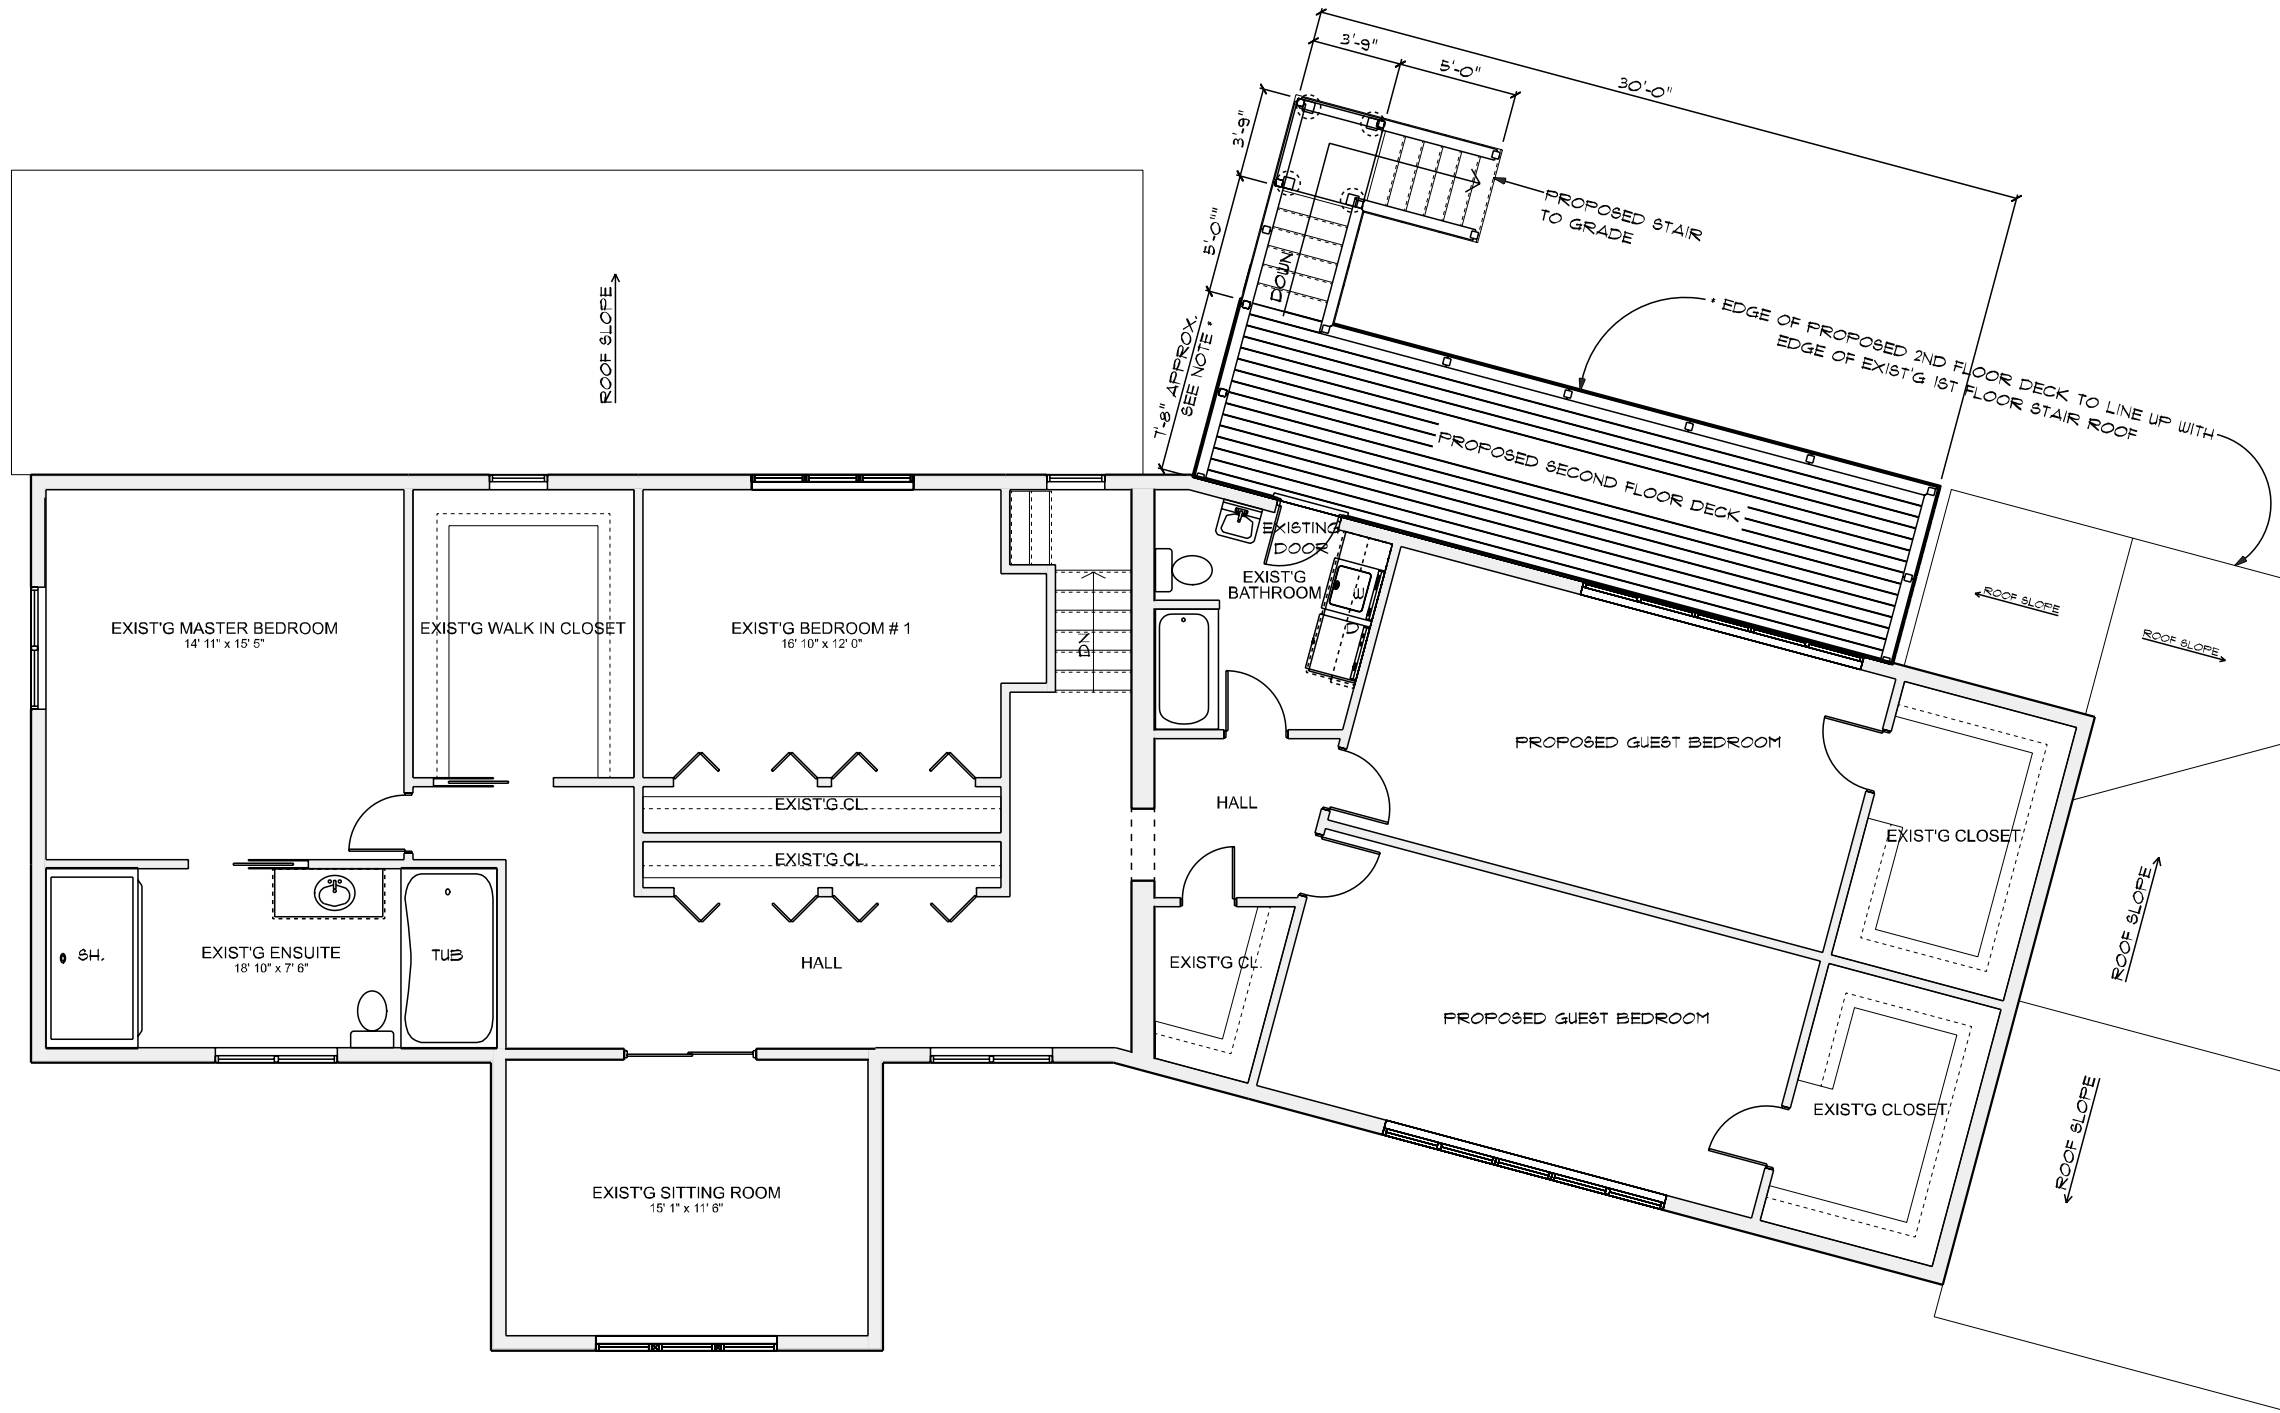 3'-9"
5'-0"
30'-0"
3'-9"
5'-0"
7'-8" APPROX.
SEE NOTE *
PROPOSED STAIR
TO GRADE
DOWN
* EDGE OF PROPOSED 2ND FLOOR DECK TO LINE UP WITH
EDGE OF EXIST'G 1ST FLOOR STAIR ROOF
PROPOSED SECOND FLOOR DECK
ROOF SLOPE
EXISTING
DOOR
EXIST'G
BATHROOM
ROOF SLOPE
ROOF SLOPE
EXIST'G MASTER BEDROOM
14' 11" x 15' 5"
EXIST'G WALK IN CLOSET
EXIST'G BEDROOM # 1
16' 10" x 12' 0"
DN
PROPOSED GUEST BEDROOM
EXIST'G CL.
HALL
EXIST'G CLOSET
EXIST'G CL.
ROOF SLOPE
SH.
EXIST'G ENSUITE
18' 10" x 7' 6"
TUB
HALL
EXIST'G CL.
PROPOSED GUEST BEDROOM
EXIST'G CLOSET
ROOF SLOPE
EXIST'G SITTING ROOM
15' 1" x 11' 6"